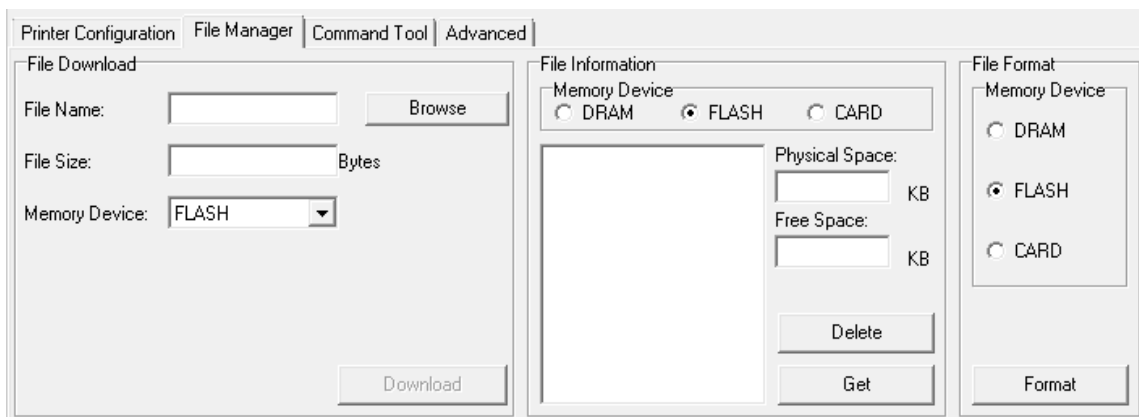 Printer Configuration File Manager Command Tool Advanced
File Download
File Name: Browse
File Size: Bytes
Memory Device: FLASH
Download
File Information
Memory Device
DRAM FLASH CARD
Physical Space:
KB
Free Space:
KB
Delete
Get
File Format
Memory Device
DRAM
FLASH
CARD
Format